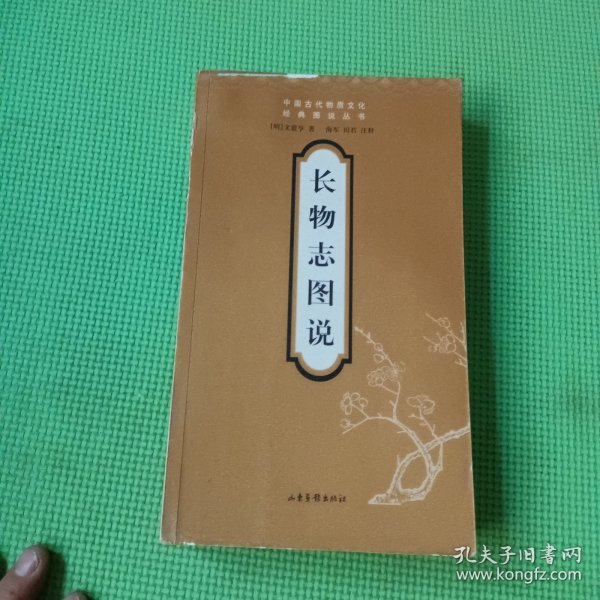 中国古代物质文化
经典图说丛书
[明]文震亨 著 海军 田君 注释
长物志图说
山东画报出版社
孔夫子旧书网
www.kongfz.com